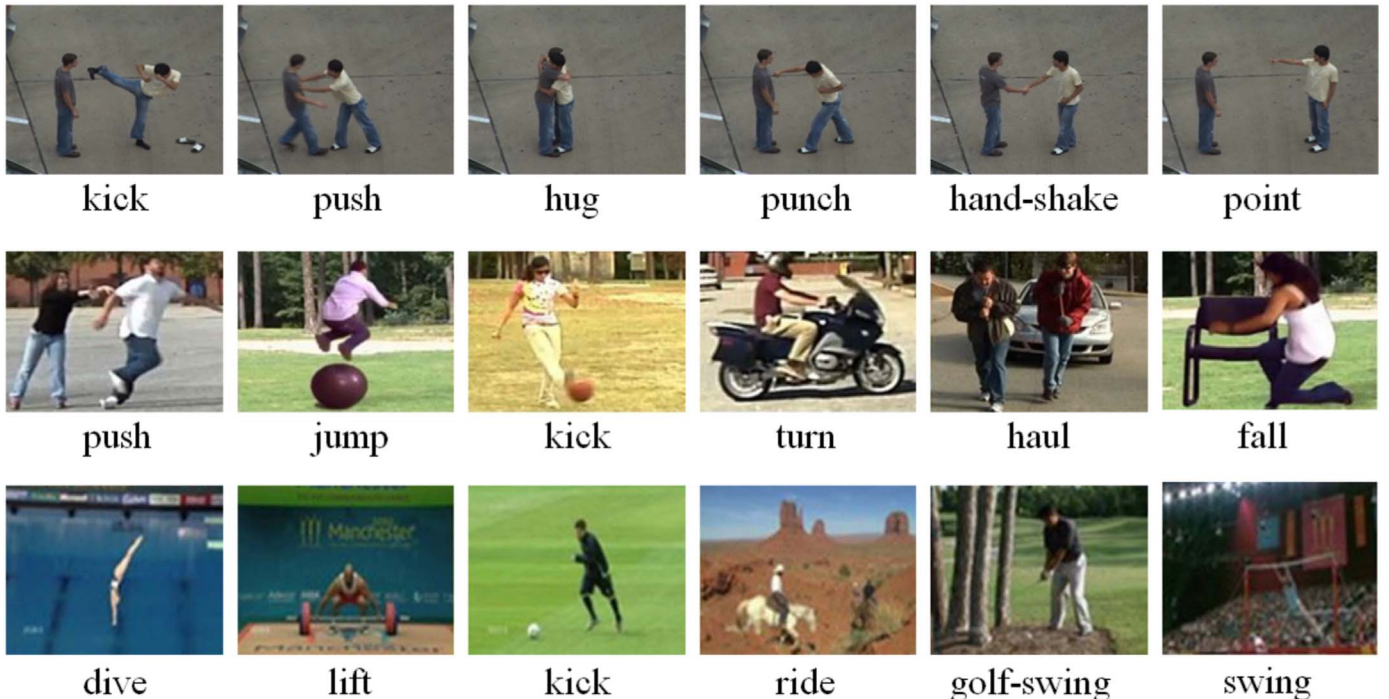 kick push hug punch hand-shake point
push jump kick turn haul fall
Manchester
dive lift kick ride golf-swing swing